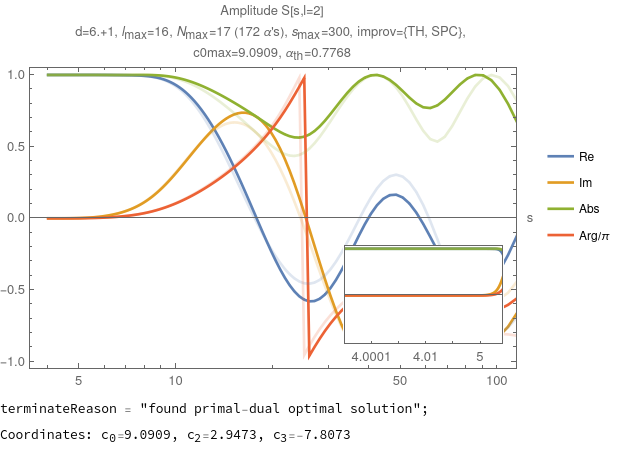 Amplitude S[s,l=2]
d=6.+1, lmax=16, Nmax=17 (172 α's), smax=300, improv={TH, SPC},
c0max=9.0909, αth=0.7768
1.0
0.5
0.0
−0.5
−1.0
s
Re
Im
Abs
Arg/π
4.0001 4.01 5
5 10 50 100
terminateReason = "found primal-dual optimal solution";
Coordinates: c0=9.0909, c2=2.9473, c3=-7.8073